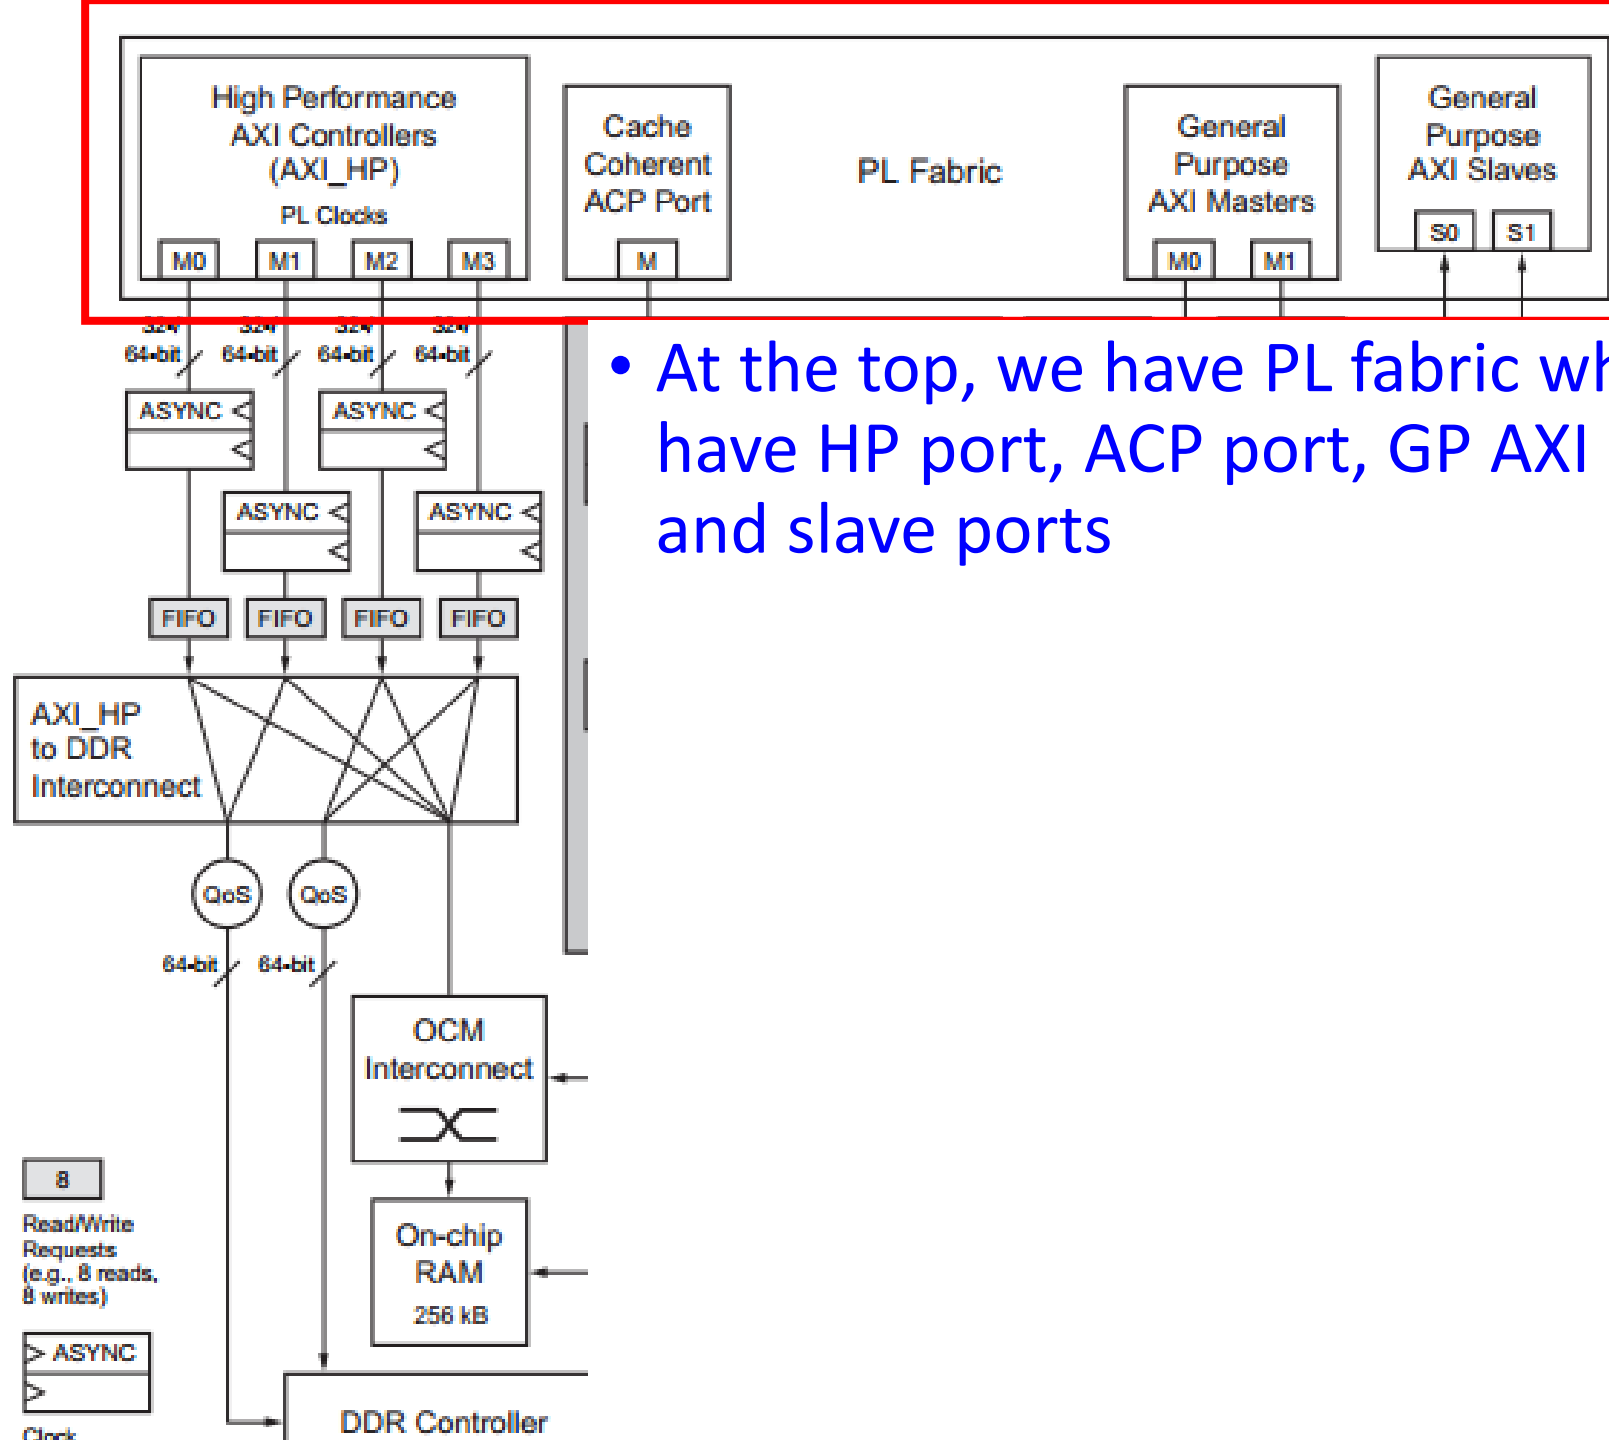 High Performance
AXI Controllers
(AXI_HP)
PL Clocks
M0 M1 M2 M3
Cache
Coherent
ACP Port
M
PL Fabric
General
Purpose
AXI Masters
M0 M1
General
Purpose
AXI Slaves
S0 S1
64-bit 64-bit 64-bit 64-bit
• At the top, we have PL fabric
have HP port, ACP port, GP AXI
and slave ports
ASYNC ASYNC
ASYNC ASYNC
FIFO FIFO FIFO FIFO
AXI_HP
to DDR
Interconnect
QoS QoS
64-bit 64-bit
OCM
Interconnect
On-chip
RAM
256 kB
8
Read/Write
Requests
(e.g., 8 reads,
8 writes)
ASYNC
Clock
DDR Controller